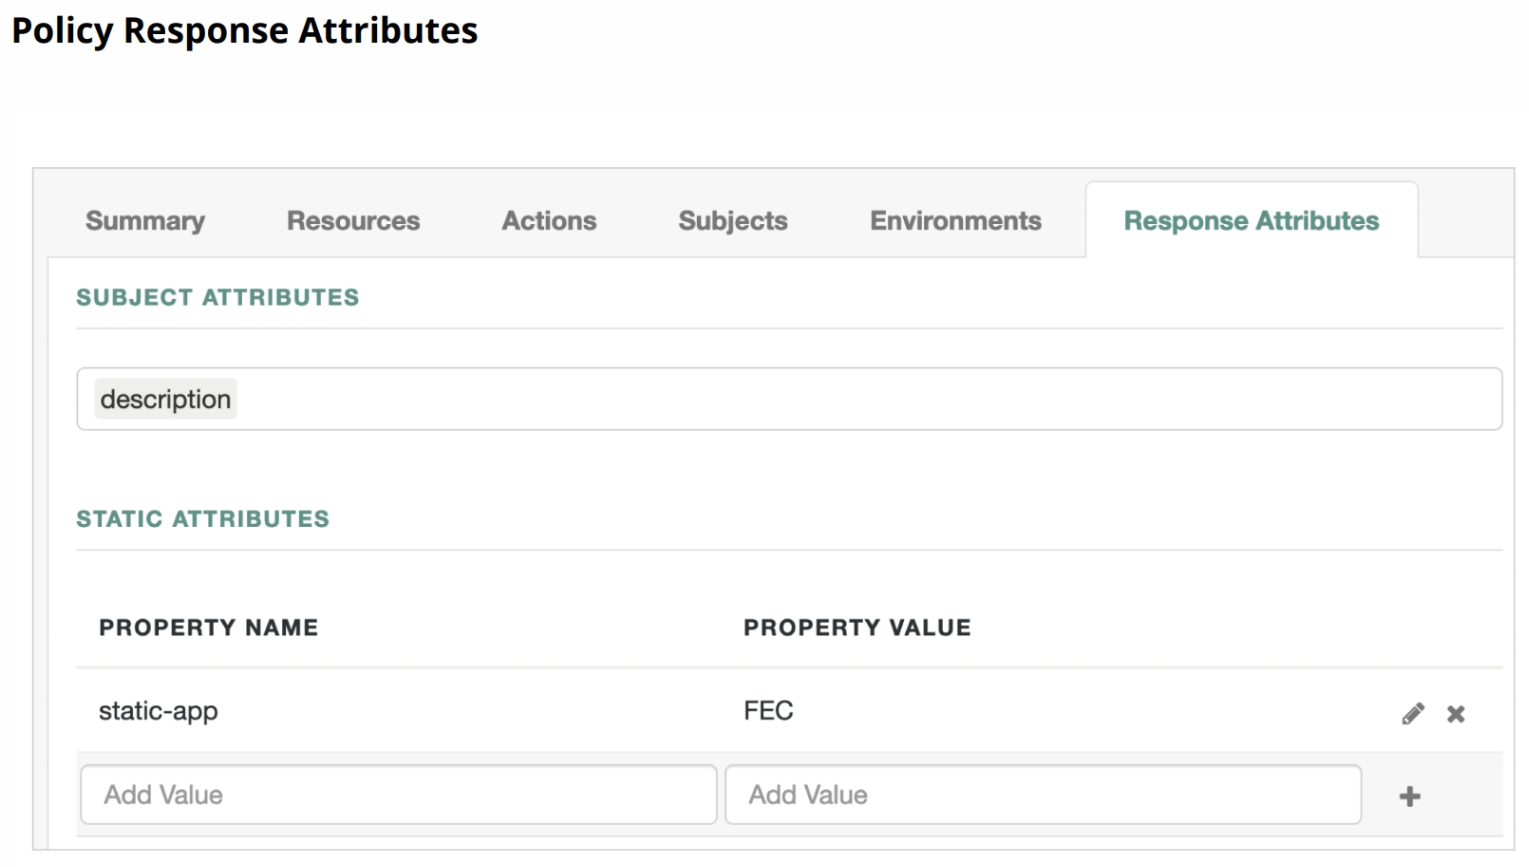 Policy Response Attributes
Summary Resources Actions Subjects Environments Response Attributes
SUBJECT ATTRIBUTES
description
STATIC ATTRIBUTES
PROPERTY NAME PROPERTY VALUE
static-app FEC
Add Value Add Value